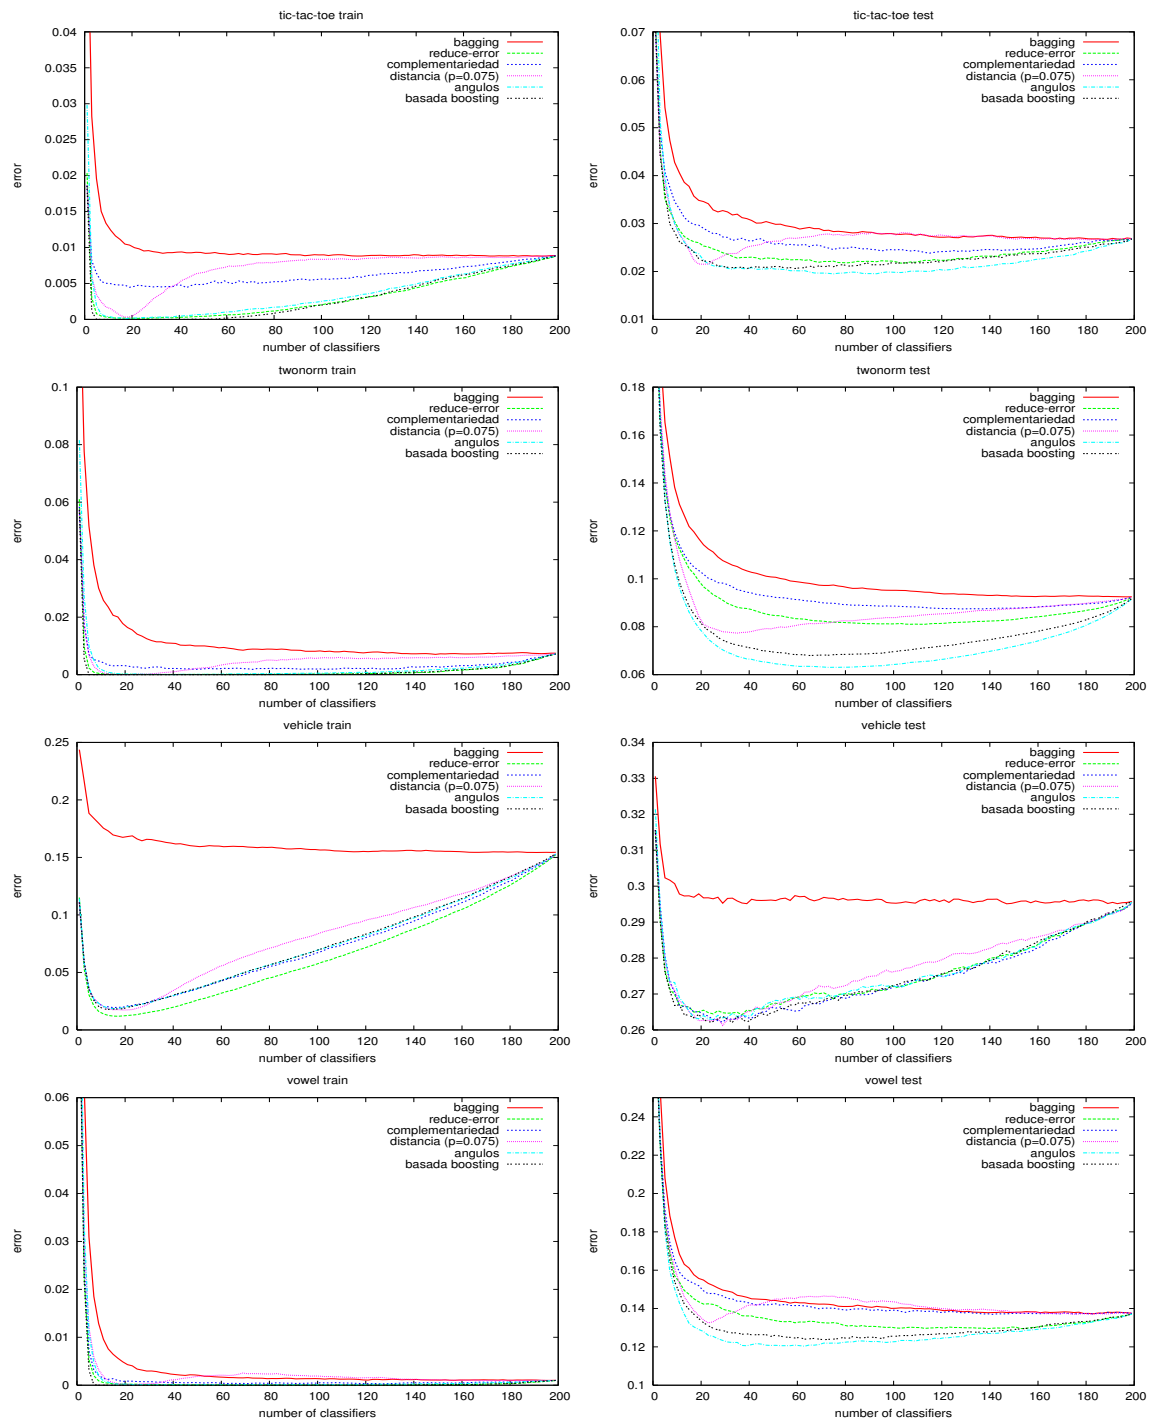 tic-tac-toe train
error
0.04
0.035
0.03
0.025
0.02
0.015
0.01
0.005
0
0 20 40 60 80 100 120 140 160 180 200
number of classifiers
bagging
reduce-error
complementariedad
distancia (p=0.075)
angulos
basada boosting
tic-tac-toe test
error
0.07
0.06
0.05
0.04
0.03
0.02
0.01
0 20 40 60 80 100 120 140 160 180 200
number of classifiers
bagging
reduce-error
complementariedad
distancia (p=0.075)
angulos
basada boosting
twonorm train
error
0.1
0.08
0.06
0.04
0.02
0
0 20 40 60 80 100 120 140 160 180 200
number of classifiers
bagging
reduce-error
complementariedad
distancia (p=0.075)
angulos
basada boosting
twonorm test
error
0.18
0.16
0.14
0.12
0.1
0.08
0.06
0 20 40 60 80 100 120 140 160 180 200
number of classifiers
bagging
reduce-error
complementariedad
distancia (p=0.075)
angulos
basada boosting
vehicle train
error
0.25
0.2
0.15
0.1
0.05
0
0 20 40 60 80 100 120 140 160 180 200
number of classifiers
bagging
reduce-error
complementariedad
distancia (p=0.075)
angulos
basada boosting
vehicle test
error
0.34
0.33
0.32
0.31
0.3
0.29
0.28
0.27
0.26
0 20 40 60 80 100 120 140 160 180 200
number of classifiers
bagging
reduce-error
complementariedad
distancia (p=0.075)
angulos
basada boosting
vowel train
error
0.06
0.05
0.04
0.03
0.02
0.01
0
0 20 40 60 80 100 120 140 160 180 200
number of classifiers
bagging
reduce-error
complementariedad
distancia (p=0.075)
angulos
basada boosting
vowel test
error
0.24
0.22
0.2
0.18
0.16
0.14
0.12
0.1
0 20 40 60 80 100 120 140 160 180 200
number of classifiers
bagging
reduce-error
complementariedad
distancia (p=0.075)
angulos
basada boosting